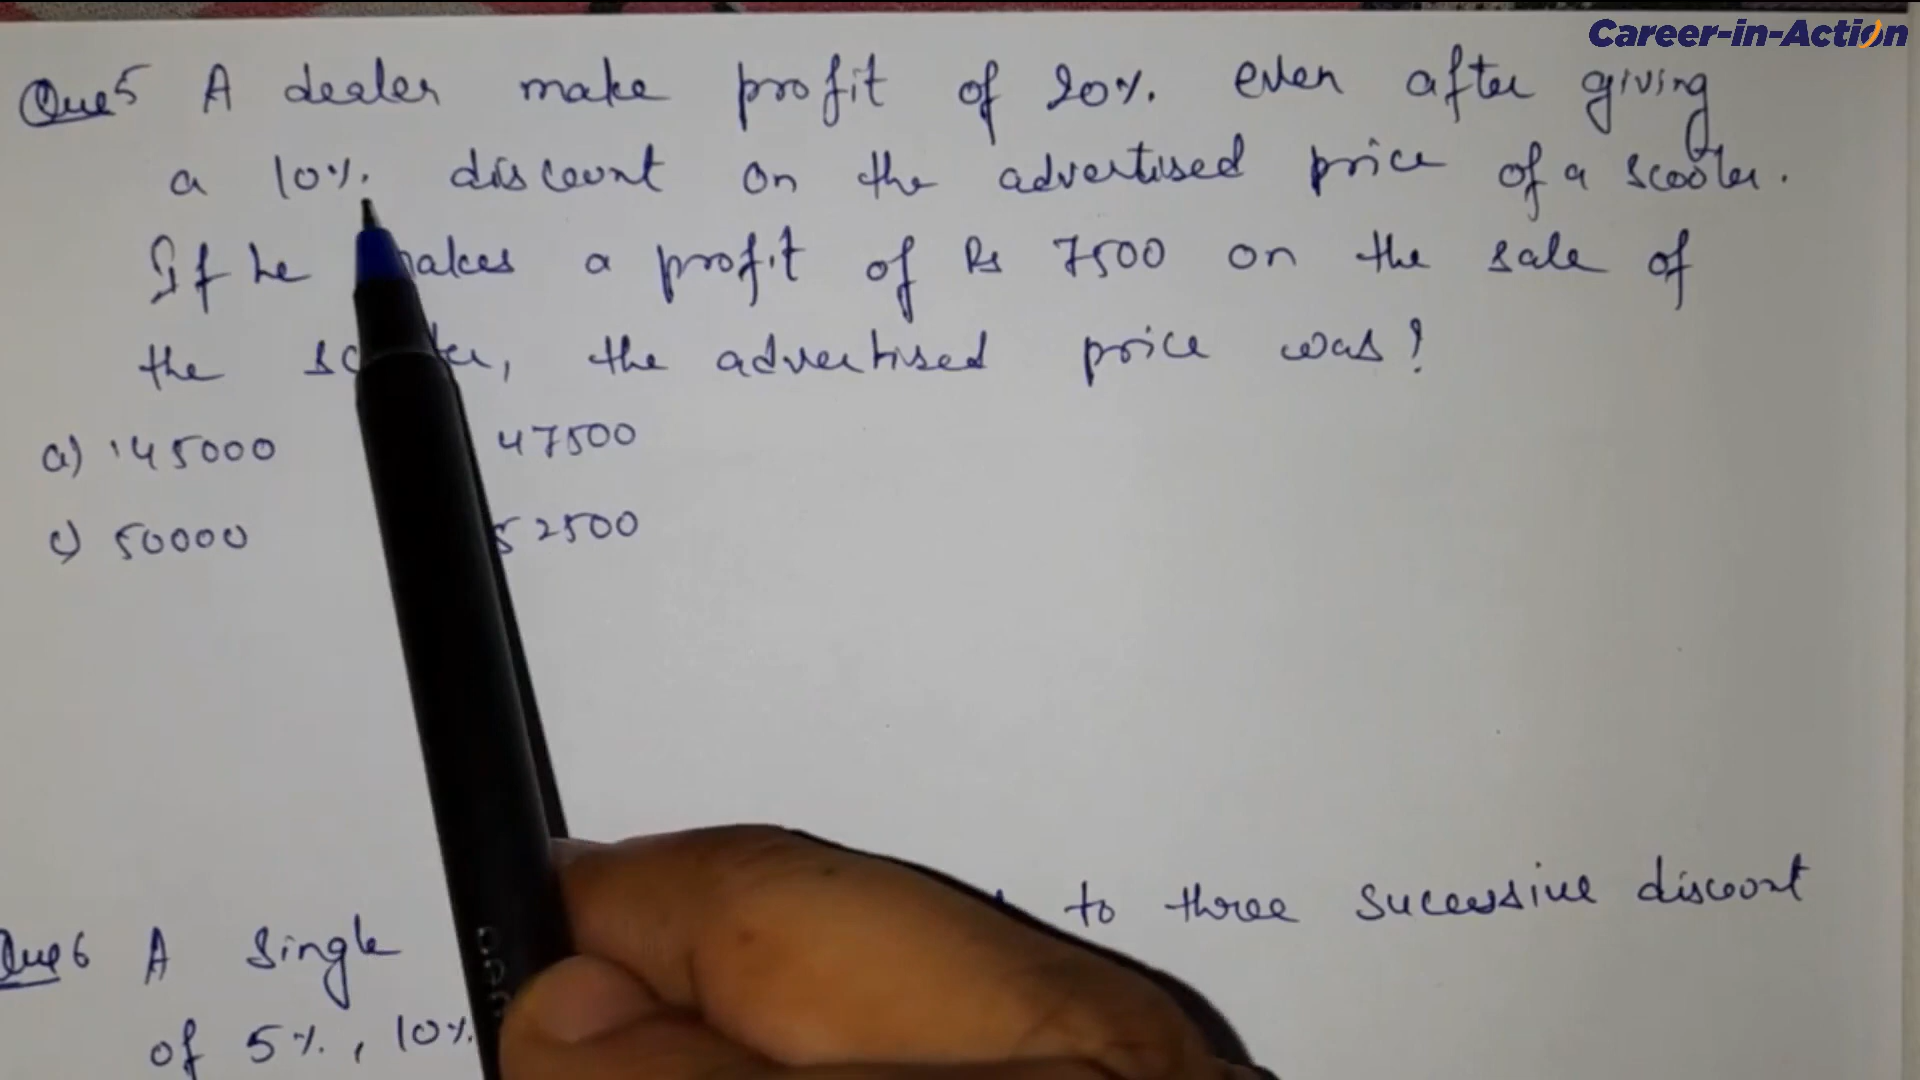 Career-in-Action
Que5 A dealer make profit of 20%. even after giving
a 10%. discount on the advertised price of a scooter.
If he makes a profit of Rs 7500 on the sale of
the the advertised price was?
a) 45000 47500
c) 50000 52500
to three sucessive discount
Que6 A Single
of 5%, 10%.